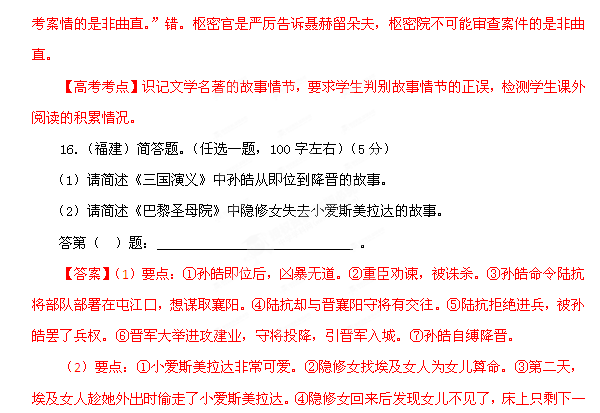 考案情的是非曲直。”错。枢密官是严厉告诉聂赫留朵夫，枢密院不可能审查案件的是非曲
直。
【高考考点】识记文学名著的故事情节，要求学生判别故事情节的正误，检测学生课外
阅读的积累情况。
16.（福建）简答题。（任选一题，100 字左右）（5 分）
（1）请简述《三国演义》中孙皓从即位到降晋的故事。
（2）请简述《巴黎圣母院》中隐修女失去小爱斯美拉达的故事。
答第（　）题：____________________________ 。
【答案】（1）要点：①孙皓即位后，凶暴无道。②重臣劝谏，被诛杀。③孙皓命令陆抗
将部队部署在屯江口，想谋取襄阳。④陆抗却与晋襄阳守将有交往。⑤陆抗拒绝进兵，被孙
皓罢了兵权。⑥晋军大举进攻建业，守将投降，引晋军入城。⑦孙皓自缚降晋。
（2）要点：①小爱斯美拉达非常可爱。②隐修女找埃及女人为女儿算命。③第二天，
埃及女人趁她外出时偷走了小爱斯美拉达。④隐修女回来后发现女儿不见了，床上只剩下一